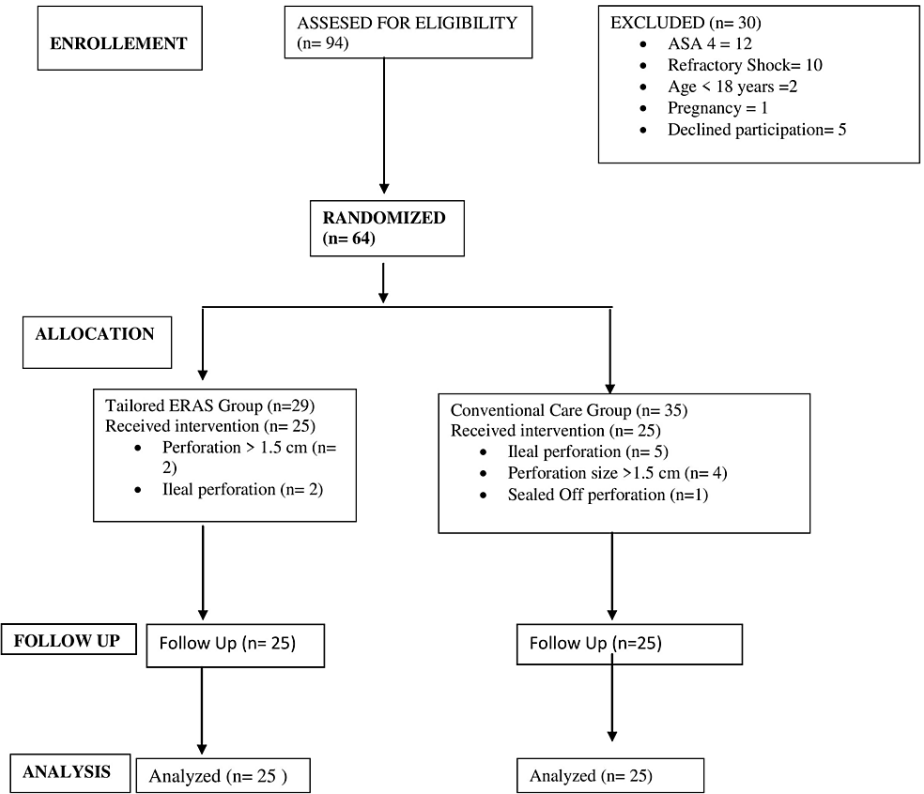 ENROLLEMENT
ASSESED FOR ELIGIBILITY
(n= 94)
EXCLUDED (n= 30)
• ASA 4 = 12
• Refractory Shock= 10
• Age < 18 years =2
• Pregnancy = 1
• Declined participation= 5
RANDOMIZED
(n= 64)
ALLOCATION
Tailored ERAS Group (n=29)
Received intervention (n= 25)
• Perforation > 1.5 cm (n=
2)
• Ileal perforation (n= 2)
Conventional Care Group (n= 35)
Received intervention (n= 25)
• Ileal perforation (n= 5)
• Perforation size >1.5 cm (n= 4)
• Sealed Off perforation (n=1)
FOLLOW UP
Follow Up (n= 25)
Follow Up (n=25)
ANALYSIS
Analyzed (n= 25 )
Analyzed (n= 25)